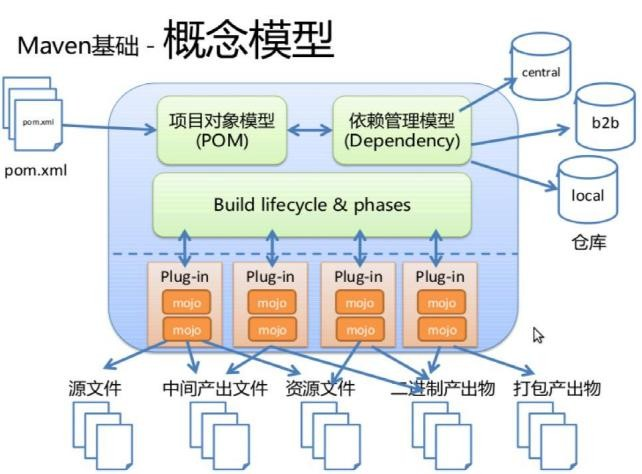 Maven基础 - 概念模型
central
pom.xml
项目对象模型
(POM)
依赖管理模型
(Dependency)
b2b
pom.xml
local
Build lifecycle & phases
仓库
Plug-in
mojo
mojo
Plug-in
mojo
mojo
Plug-in
mojo
mojo
Plug-in
mojo
mojo
源文件
中间产出文件
资源文件
二进制产出物
打包产出物